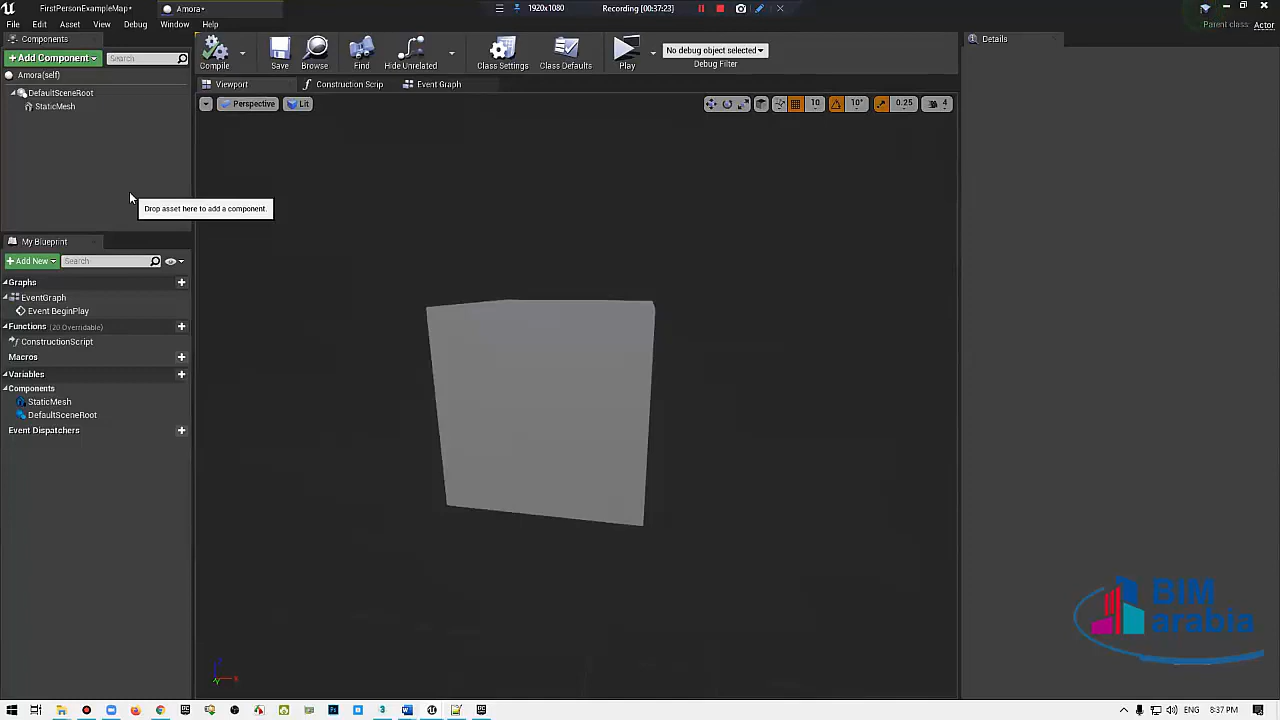 FirstPersonExampleMap*
Amora*
1920x1080
Recording [00:37:23]
File Edit Asset View Debug Window Help
Parent class: Actor
Components
+Add Component
Search
Amora(self)
DefaultSceneRoot
StaticMesh
Drop asset here to add a component.
Compile
Save
Browse
Find
Hide Unrelated
Class Settings
Class Defaults
Play
No debug object selected
Debug Filter
Viewport
Construction Scrip
Event Graph
Perspective
Lit
10
10°
0.25
4
Details
My Blueprint
+Add New
Search
Graphs
EventGraph
Event BeginPlay
Functions (20 Overridable)
ConstructionScript
Macros
Variables
Components
StaticMesh
DefaultSceneRoot
Event Dispatchers
BIM
arabia
ENG
8:37 PM